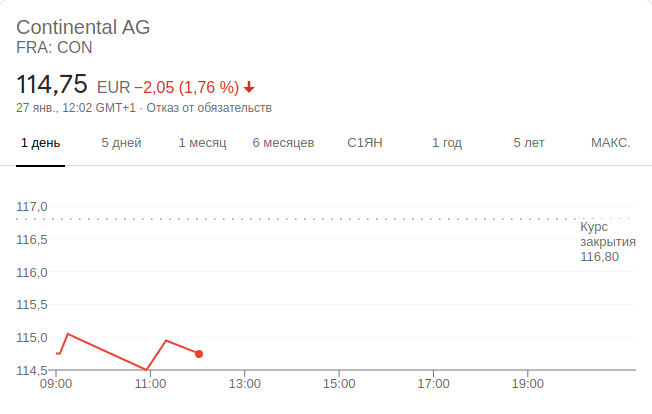 Continental AG
FRA: CON
114,75 EUR −2,05 (1,76 %)
27 янв., 12:02 GMT+1 · Отказ от обязательств
1 день 5 дней 1 месяц 6 месяцев С1ЯН 1 год 5 лет МАКС.
117,0
Курс
закрытия
116,80
116,5
116,0
115,5
115,0
114,5
09:00 11:00 13:00 15:00 17:00 19:00